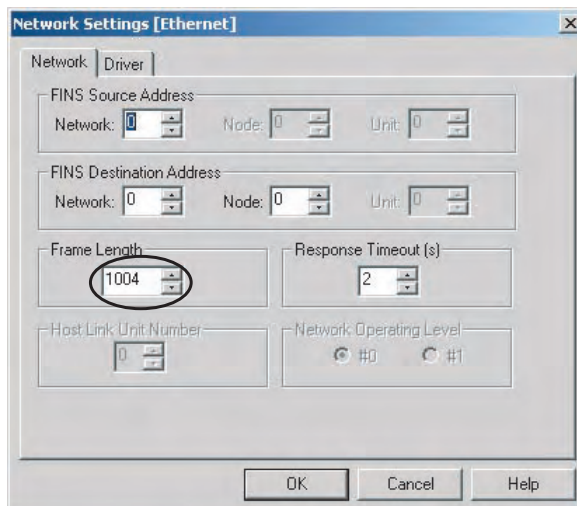 Network Settings [Ethernet]
Network Driver
FINS Source Address
Network: 0 Node: 0 Unit: 0
FINS Destination Address
Network: 0 Node: 0 Unit: 0
Frame Length Response Timeout (s)
1004 2
Host Link Unit Number Network Operating Level
0 #0 #1
OK Cancel Help